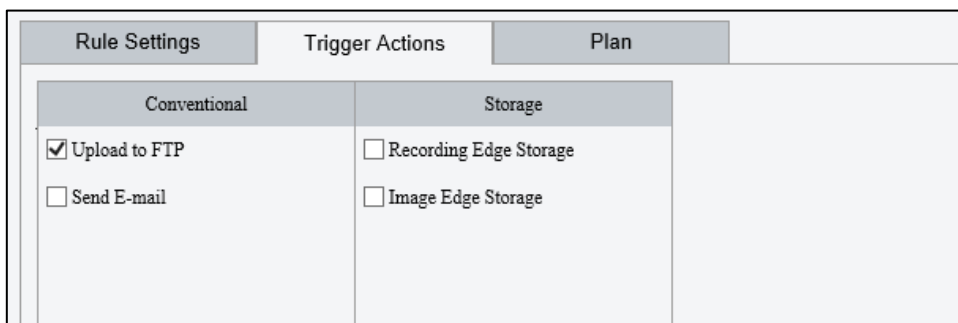 Rule Settings Trigger Actions Plan
Conventional Storage
Upload to FTP Recording Edge Storage
Send E-mail Image Edge Storage